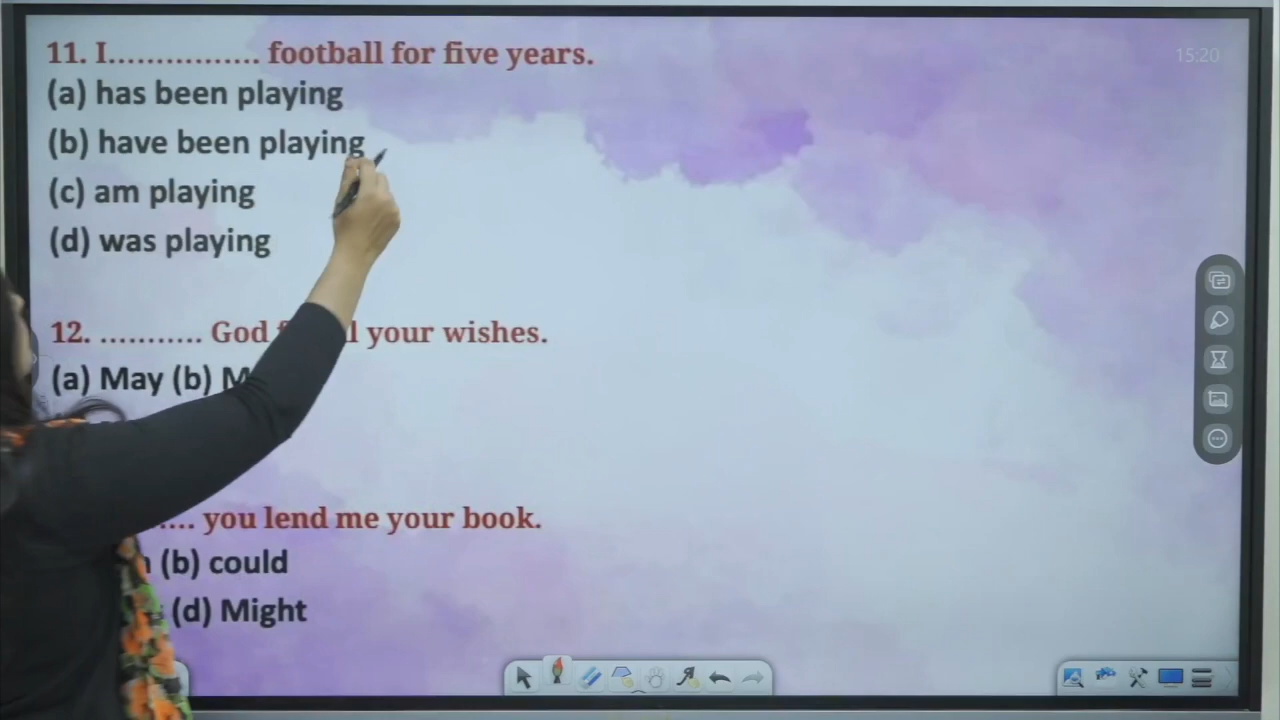 11. I................ football for five years.
(a) has been playing
(b) have been playing
(c) am playing
(d) was playing
12. ........... God your wishes.
(a) May (b)
.... you lend me your book.
(b) could
(d) Might
15:20